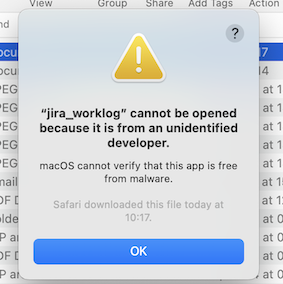 View Group Share Add Tags Action
?
“jira_worklog” cannot be opened
because it is from an unidentified
developer.
macOS cannot verify that this app is free
from malware.
Safari downloaded this file today at
10:17.
OK